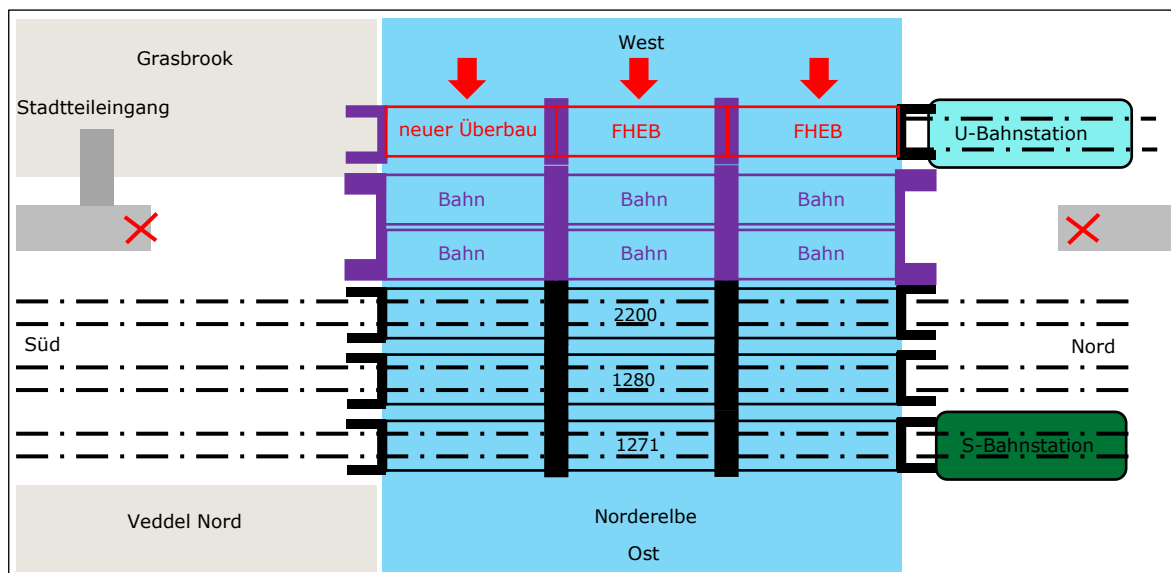 West
Grasbrook
Stadtteileingang
neuer Überbau
FHEB
FHEB
U-Bahnstation
Bahn
Bahn
Bahn
Bahn
Bahn
Bahn
2200
Süd
Nord
1280
1271
S-Bahnstation
Veddel Nord
Norderelbe
Ost